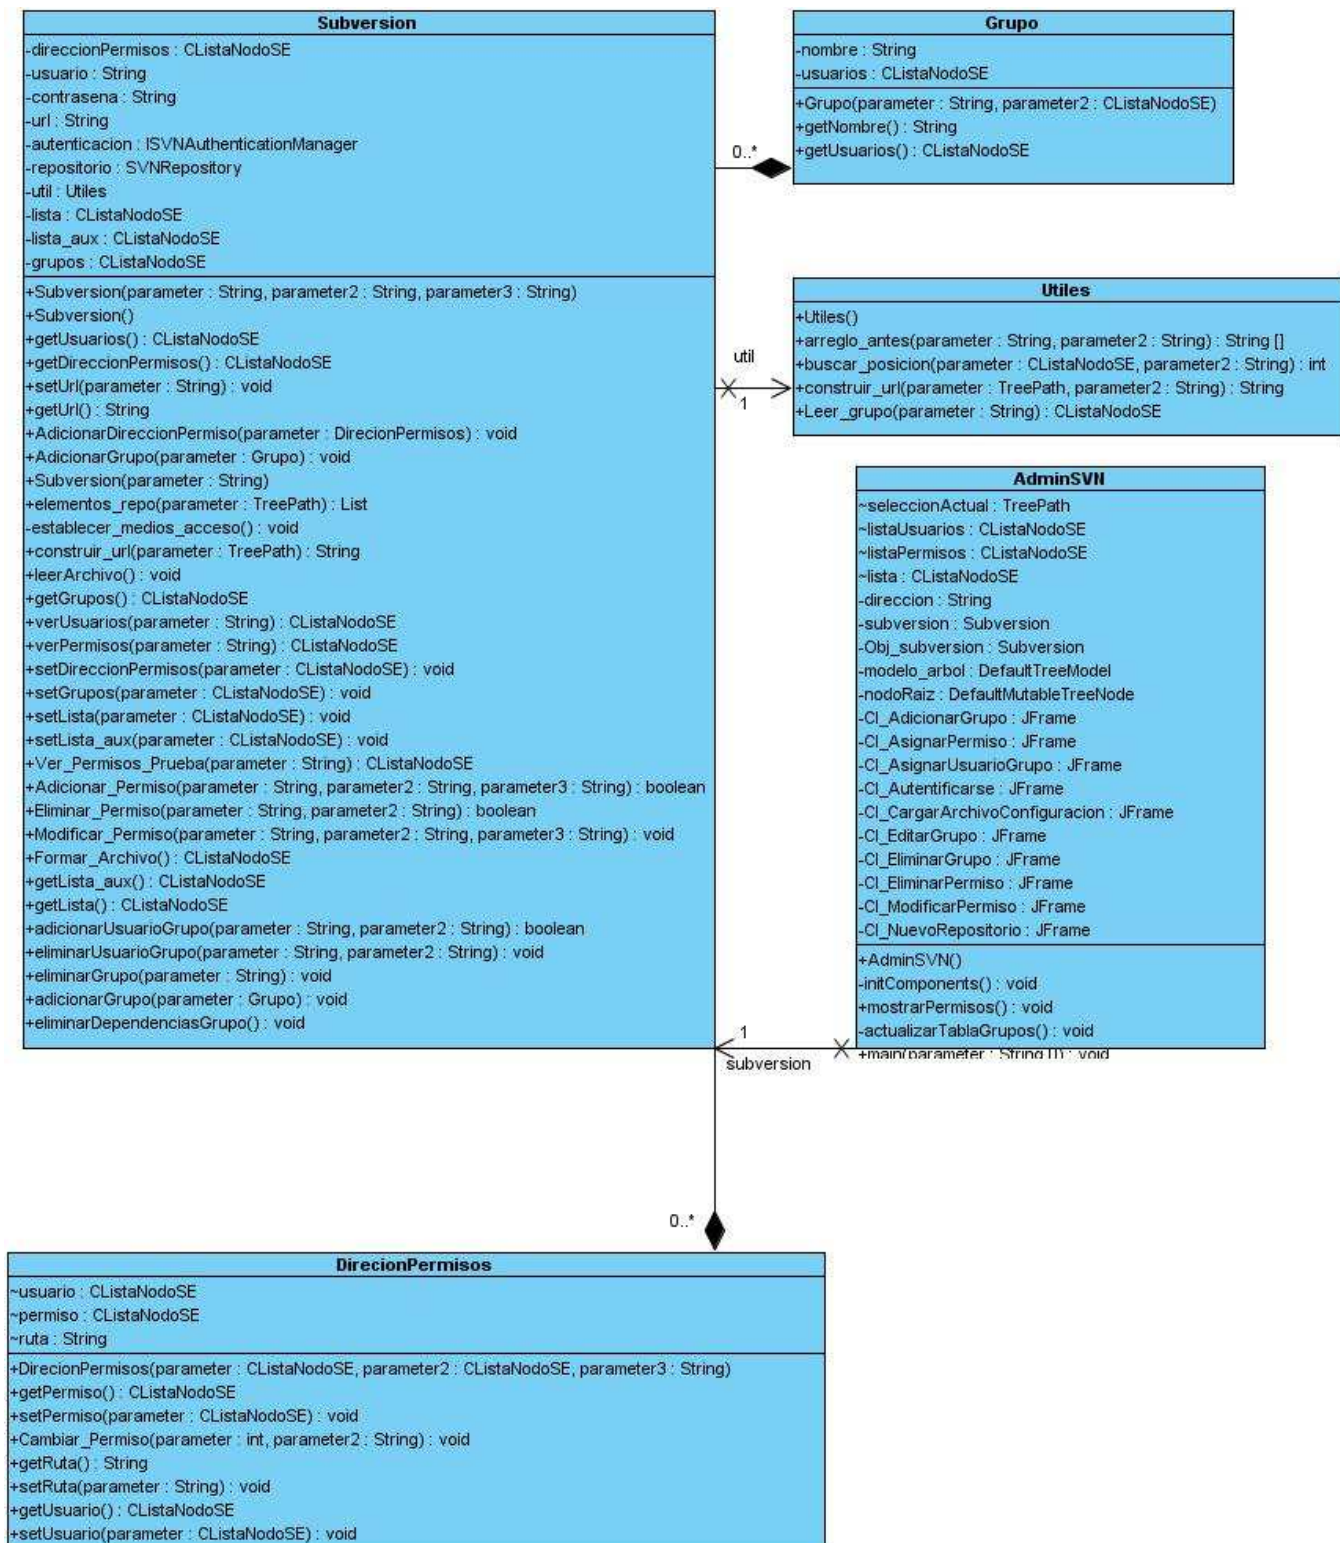 Subversion
-direccionPermisos : CListaNodoSE
-usuario : String
-contrasena : String
-url : String
-autenticacion : ISVNAuthenticationManager
-repositorio : SVNRepository
-util : Utiles
-lista : CListaNodoSE
-lista_aux : CListaNodoSE
-grupos : CListaNodoSE
+Subversion(parameter : String, parameter2 : String, parameter3 : String)
+Subversion()
+getUsuarios() : CListaNodoSE
+getDireccionPermisos() : CListaNodoSE
+setUrl(parameter : String) : void
+getUrl() : String
+AdicionarDireccionPermiso(parameter : DirecionPermisos) : void
+AdicionarGrupo(parameter : Grupo) : void
+Subversion(parameter : String)
+elementos_repo(parameter : TreePath) : List
-establecer_medios_acceso() : void
+construir_url(parameter : TreePath) : String
+leerArchivo() : void
+getGrupos() : CListaNodoSE
+verUsuarios(parameter : String) : CListaNodoSE
+verPermisos(parameter : String) : CListaNodoSE
+setDireccionPermisos(parameter : CListaNodoSE) : void
+setGrupos(parameter : CListaNodoSE) : void
+setLista(parameter : CListaNodoSE) : void
+setLista_aux(parameter : CListaNodoSE) : void
+Ver_Permisos_Prueba(parameter : String) : CListaNodoSE
+Adicionar_Permiso(parameter : String, parameter2 : String, parameter3 : String) : boolean
+Eliminar_Permiso(parameter : String, parameter2 : String) : boolean
+Modificar_Permiso(parameter : String, parameter2 : String, parameter3 : String) : void
+Formar_Archivo() : CListaNodoSE
+getLista_aux() : CListaNodoSE
+getLista() : CListaNodoSE
+adicionarUsuarioGrupo(parameter : String, parameter2 : String) : boolean
+eliminarUsuarioGrupo(parameter : String, parameter2 : String) : void
+eliminarGrupo(parameter : String) : void
+adicionarGrupo(parameter : Grupo) : void
+eliminarDependenciasGrupo() : void
0..*
Grupo
-nombre : String
-usuarios : CListaNodoSE
+Grupo(parameter : String, parameter2 : CListaNodoSE)
+getNombre() : String
+getUsuarios() : CListaNodoSE
util
1
Utiles
+Utiles()
+arreglo_antes(parameter : String, parameter2 : String) : String []
+buscar_posicion(parameter : CListaNodoSE, parameter2 : String) : int
+construir_url(parameter : TreePath, parameter2 : String) : String
+Leer_grupo(parameter : String) : CListaNodoSE
AdminSVN
~seleccionActual : TreePath
~listaUsuarios : CListaNodoSE
~listaPermisos : CListaNodoSE
~lista : CListaNodoSE
-direccion : String
-subversion : Subversion
-Obj_subversion : Subversion
-modelo_arbol : DefaultTreeModel
-nodoRaiz : DefaultMutableTreeNode
-CI_AdicionarGrupo : JFrame
-CI_AsignarPermiso : JFrame
-CI_AsignarUsuarioGrupo : JFrame
-CI_Autentificarse : JFrame
-CI_CargarArchivoConfiguracion : JFrame
-CI_EditarGrupo : JFrame
-CI_EliminarGrupo : JFrame
-CI_EliminarPermiso : JFrame
-CI_ModificarPermiso : JFrame
-CI_NuevoRepositorio : JFrame
+AdminSVN()
-initComponents() : void
+mostrarPermisos() : void
-actualizarTablaGrupos() : void
+main(parameter : String []) : void
1
subversion
0..*
DirecionPermisos
~usuario : CListaNodoSE
~permiso : CListaNodoSE
~ruta : String
+DirecionPermisos(parameter : CListaNodoSE, parameter2 : CListaNodoSE, parameter3 : String)
+getPermiso() : CListaNodoSE
+setPermiso(parameter : CListaNodoSE) : void
+Cambiar_Permiso(parameter : int, parameter2 : String) : void
+getRuta() : String
+setRuta(parameter : String) : void
+getUsuario() : CListaNodoSE
+setUsuario(parameter : CListaNodoSE) : void